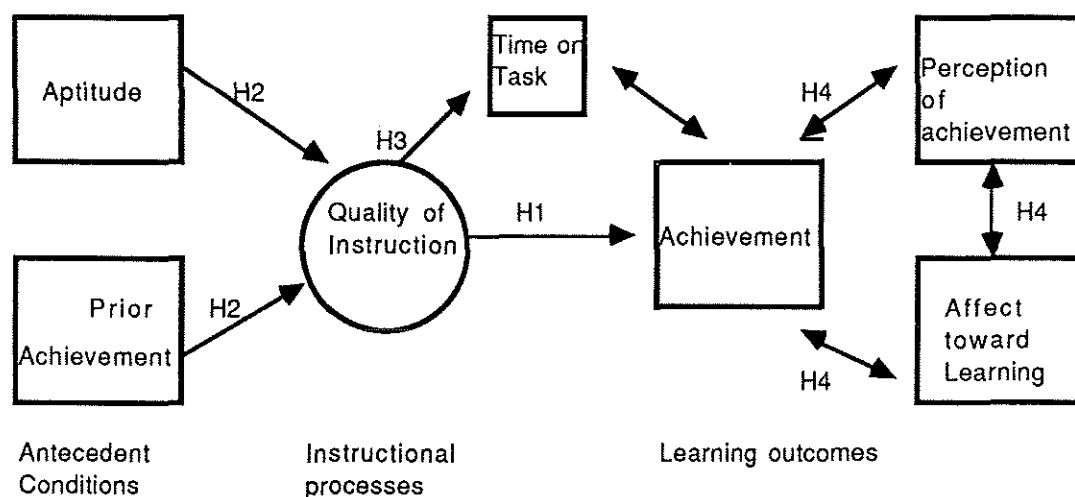 Aptitude
H2
Prior
Achievement
H2
Quality of
Instruction
H3
Time on
Task
H1
Achievement
H4
Perception
of
achievement
H4
Affect
toward
Learning
H4
Antecedent
Conditions
Instructional
processes
Learning outcomes